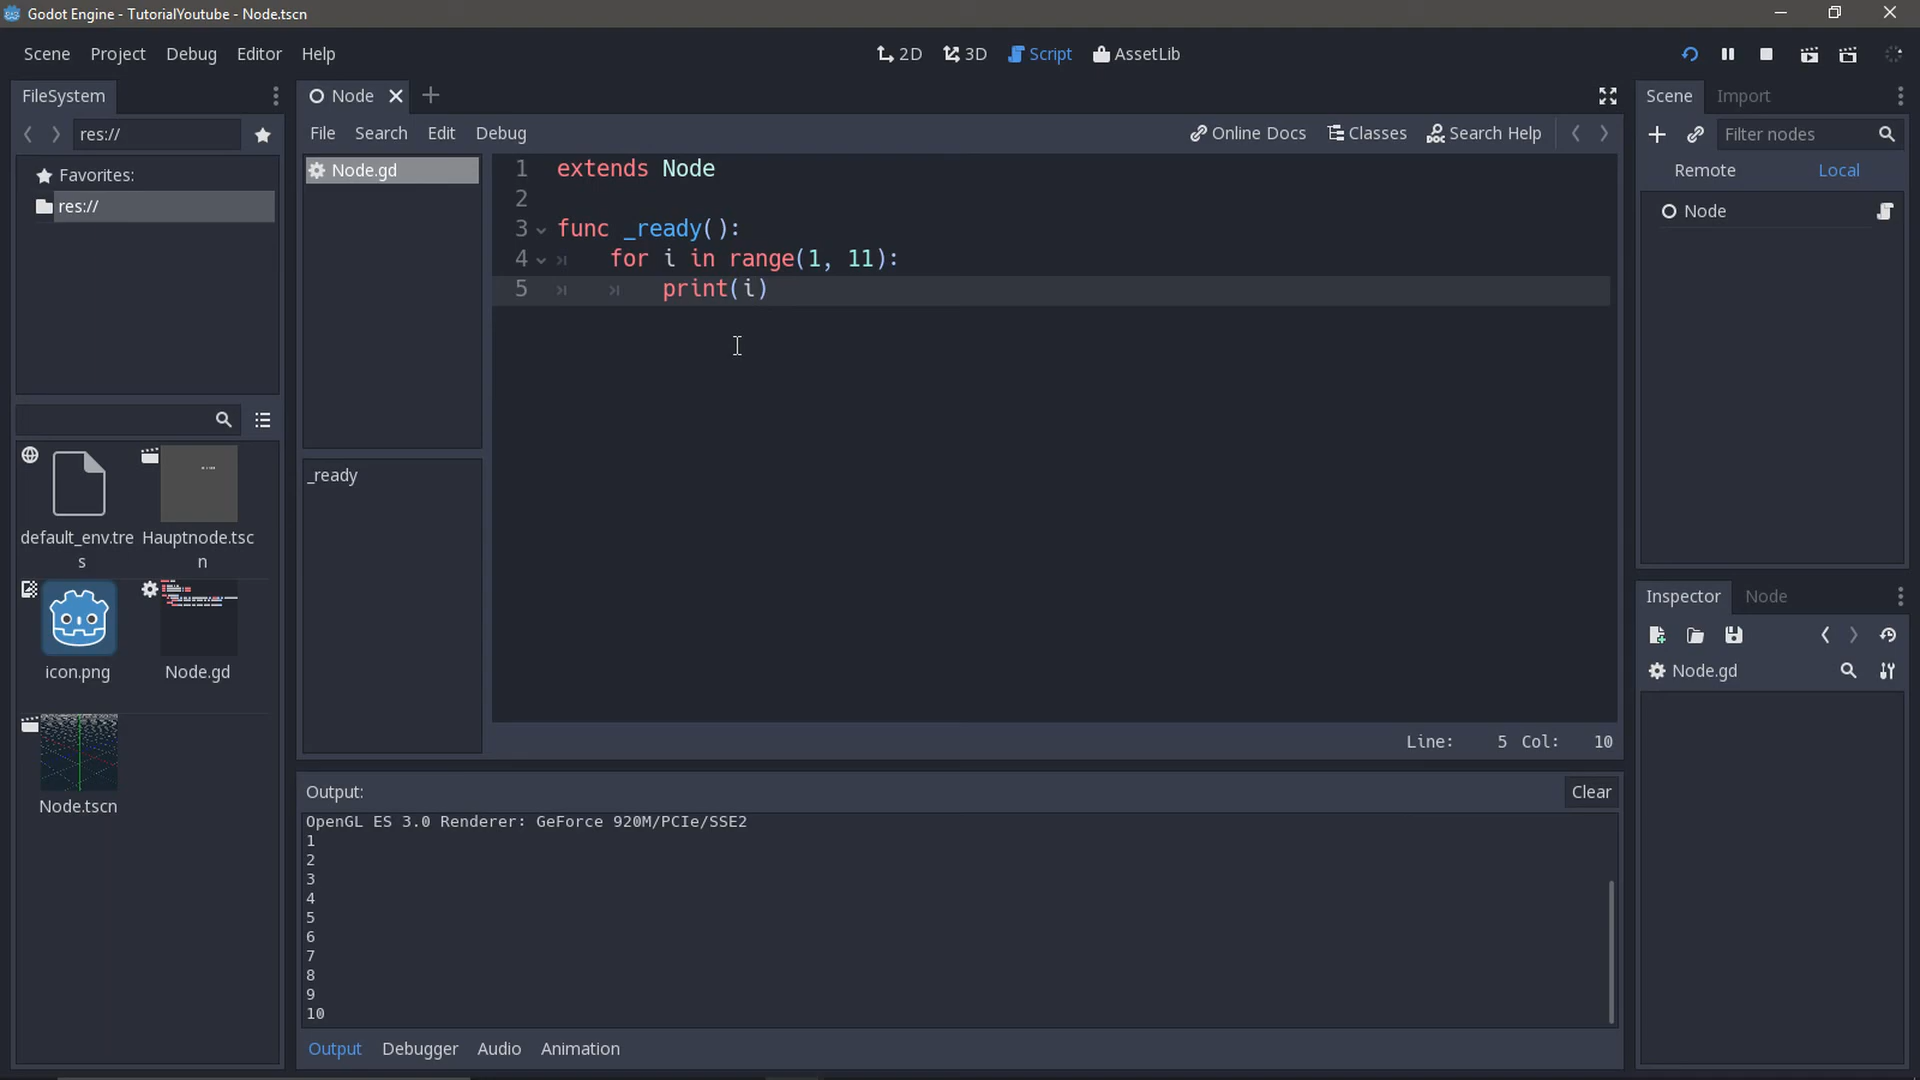 Godot Engine - TutorialYoutube - Node.tscn
Scene Project Debug Editor Help
2D 3D Script AssetLib
FileSystem
res://
Favorites:
res://
default_env.tre
s
Hauptnode.tsc
n
icon.png
Node.gd
Node.tscn
Node
File Search Edit Debug
Online Docs Classes Search Help
Node.gd
_ready
1 extends Node
2
3 func _ready():
4 for i in range(1, 11):
5 print(i)
Line: 5 Col: 10
Output:
Clear
OpenGL ES 3.0 Renderer: GeForce 920M/PCIe/SSE2
1
2
3
4
5
6
7
8
9
10
Output Debugger Audio Animation
Scene Import
Filter nodes
Remote Local
Node
Inspector Node
Node.gd